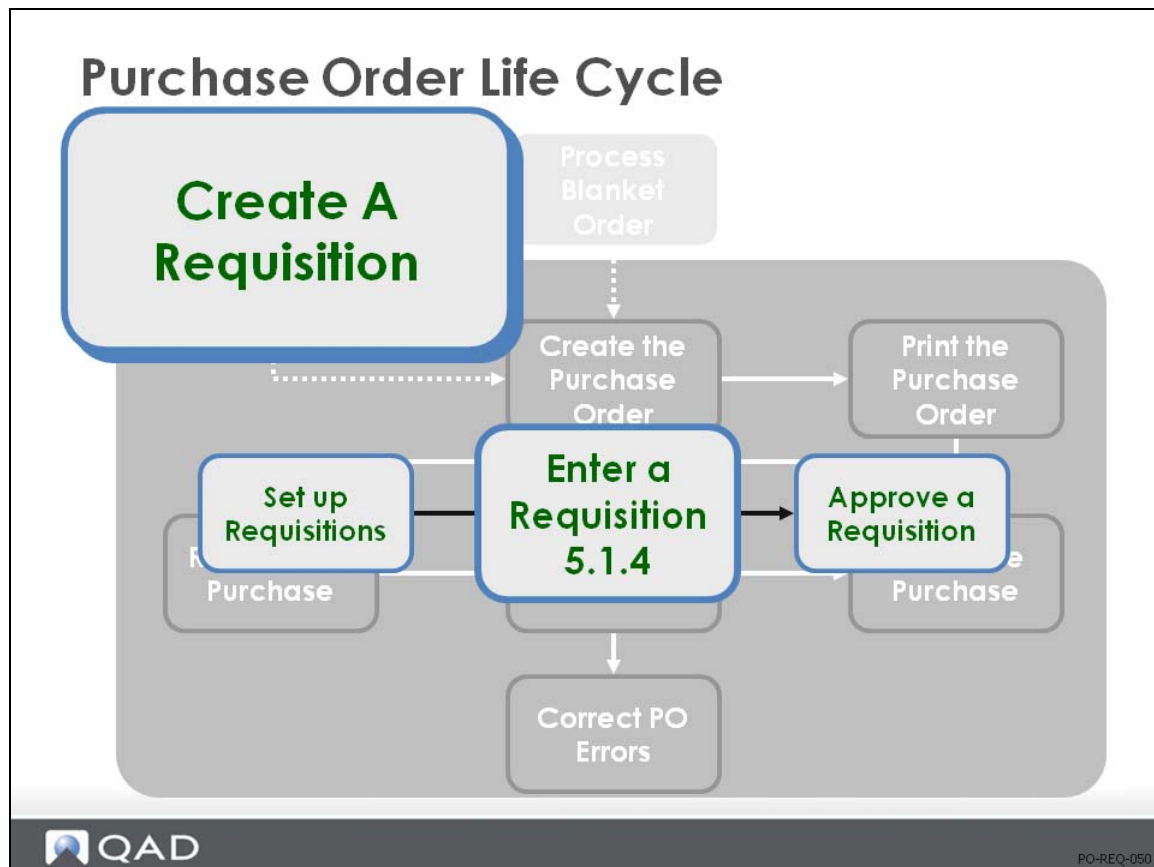 Purchase Order Life Cycle
Create A
Requisition
Process
Blanket
Order
Create the
Purchase
Order
Print the
Purchase
Order
Set up
Requisitions
Enter a
Requisition
5.1.4
Approve a
Requisition
Purchase
Purchase
Correct PO
Errors
QAD
PO-REQ-050